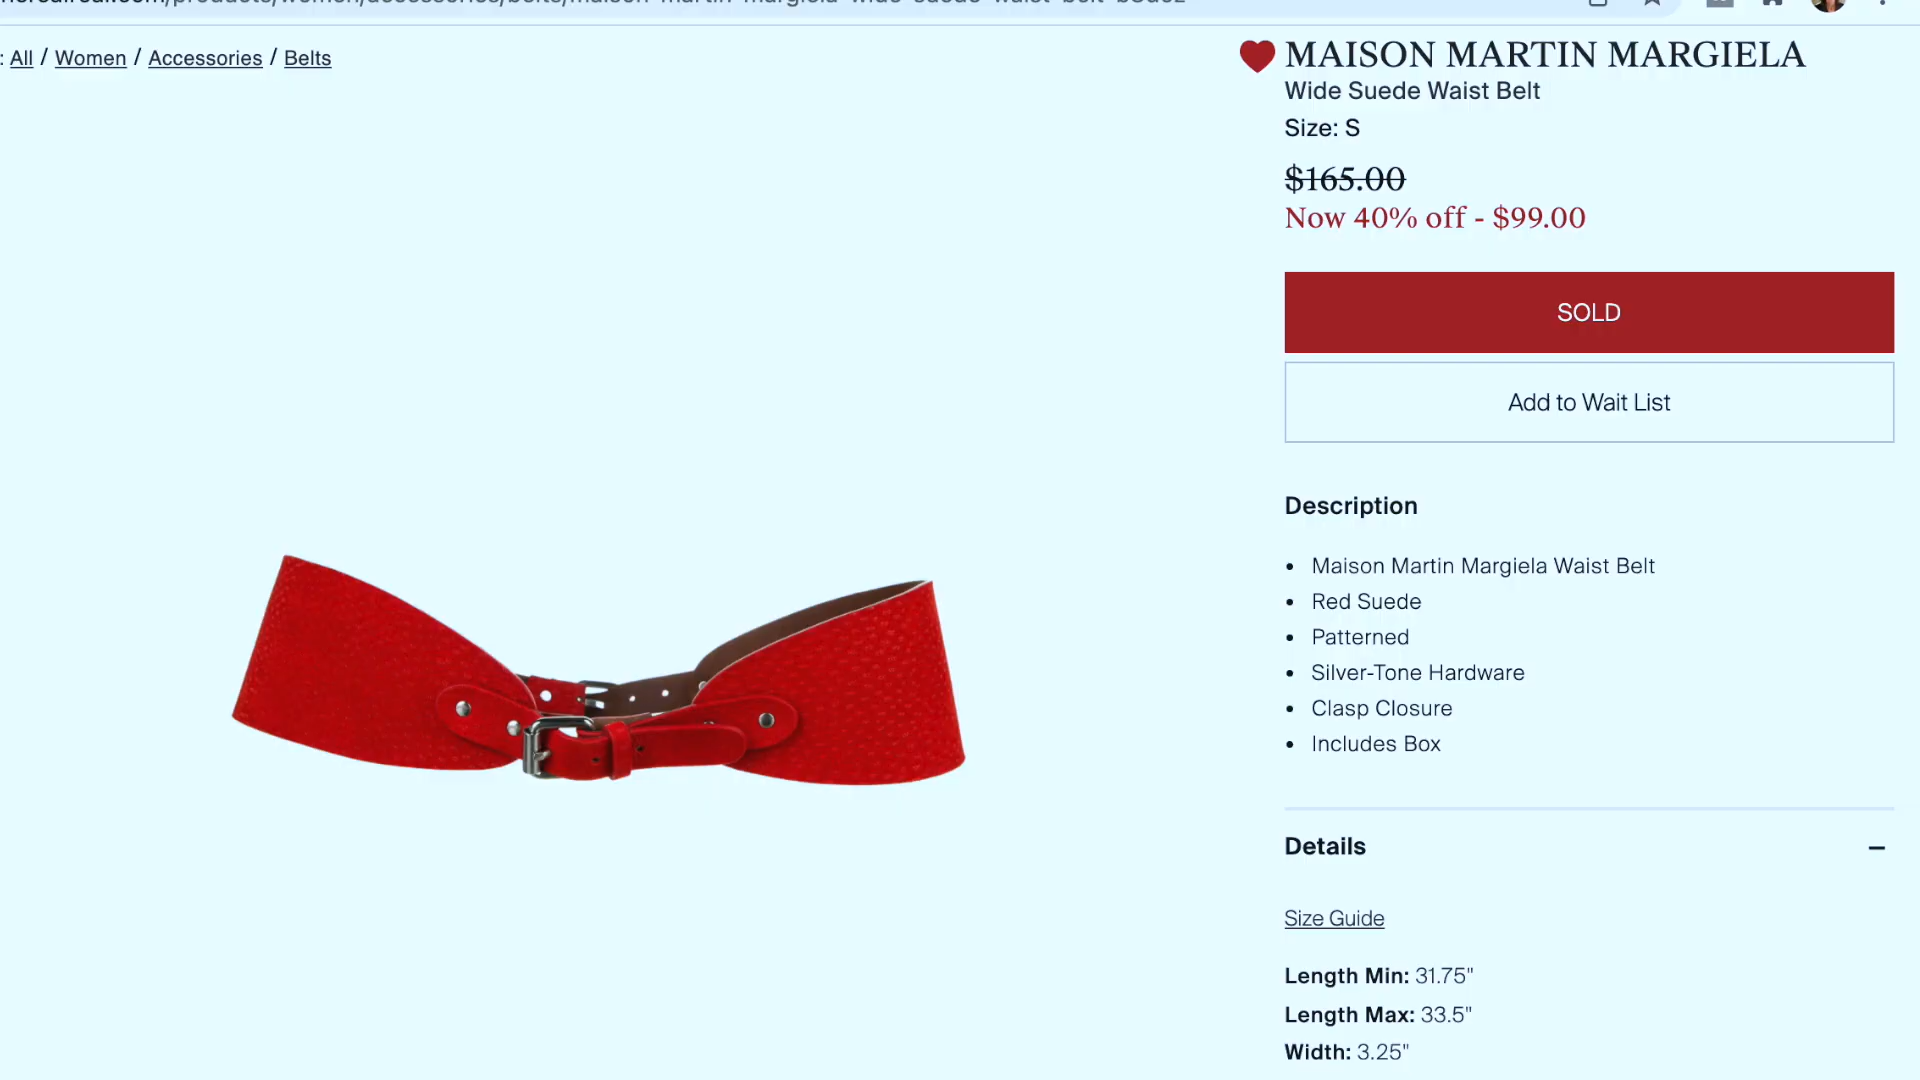 : All / Women / Accessories / Belts
MAISON MARTIN MARGIELA
Wide Suede Waist Belt
Size: S
$165.00
Now 40% off - $99.00
SOLD
Add to Wait List
Description
• Maison Martin Margiela Waist Belt
• Red Suede
• Patterned
• Silver-Tone Hardware
• Clasp Closure
• Includes Box
Details
Size Guide
Length Min: 31.75"
Length Max: 33.5"
Width: 3.25"